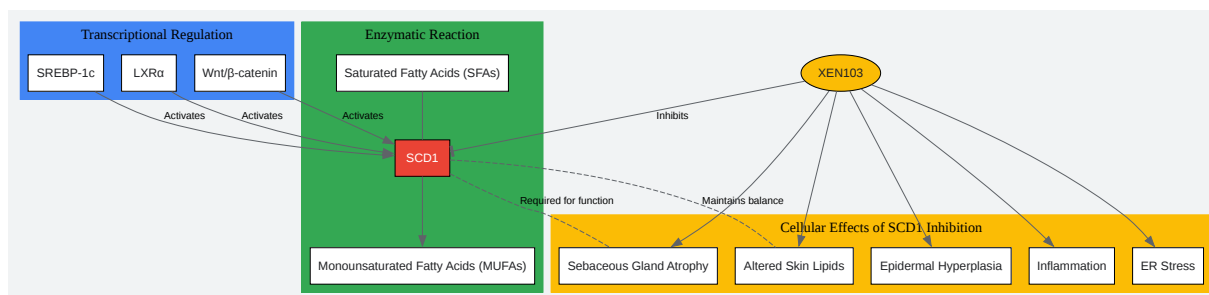 Transcriptional Regulation
Enzymatic Reaction
SREBP-1c
LXRα
Wnt/β-catenin
Saturated Fatty Acids (SFAs)
XEN103
Activates
Activates
Activates
Inhibits
SCD1
Required for function
Maintains balance
Cellular Effects of SCD1 Inhibition
Monounsaturated Fatty Acids (MUFAs)
Sebaceous Gland Atrophy
Altered Skin Lipids
Epidermal Hyperplasia
Inflammation
ER Stress